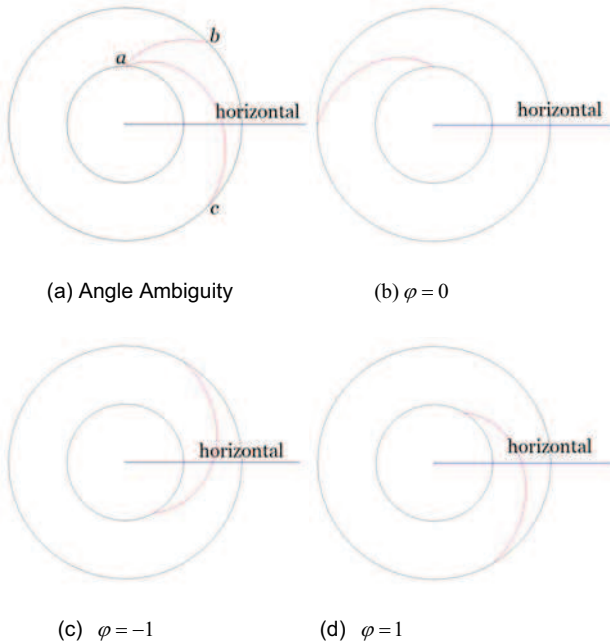 a
b
horizontal
c
horizontal
(a) Angle Ambiguity
(b) φ = 0
horizontal
horizontal
(c) φ = −1
(d) φ = 1